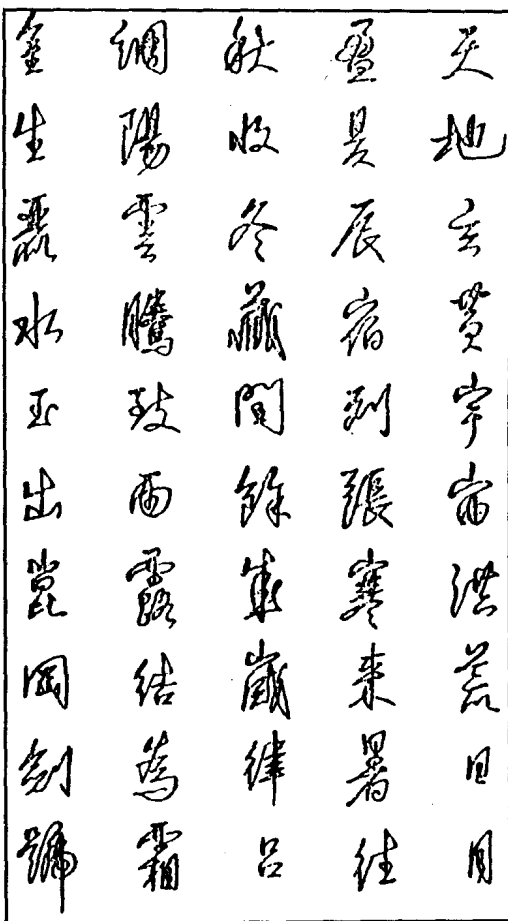 天地玄黄宇宙洪荒日月
盈昃辰宿列張寒来暑往
秋收冬藏閏餘成歲律呂
調陽雲騰致雨露結為霜
金生麗水玉出崑岡劍號